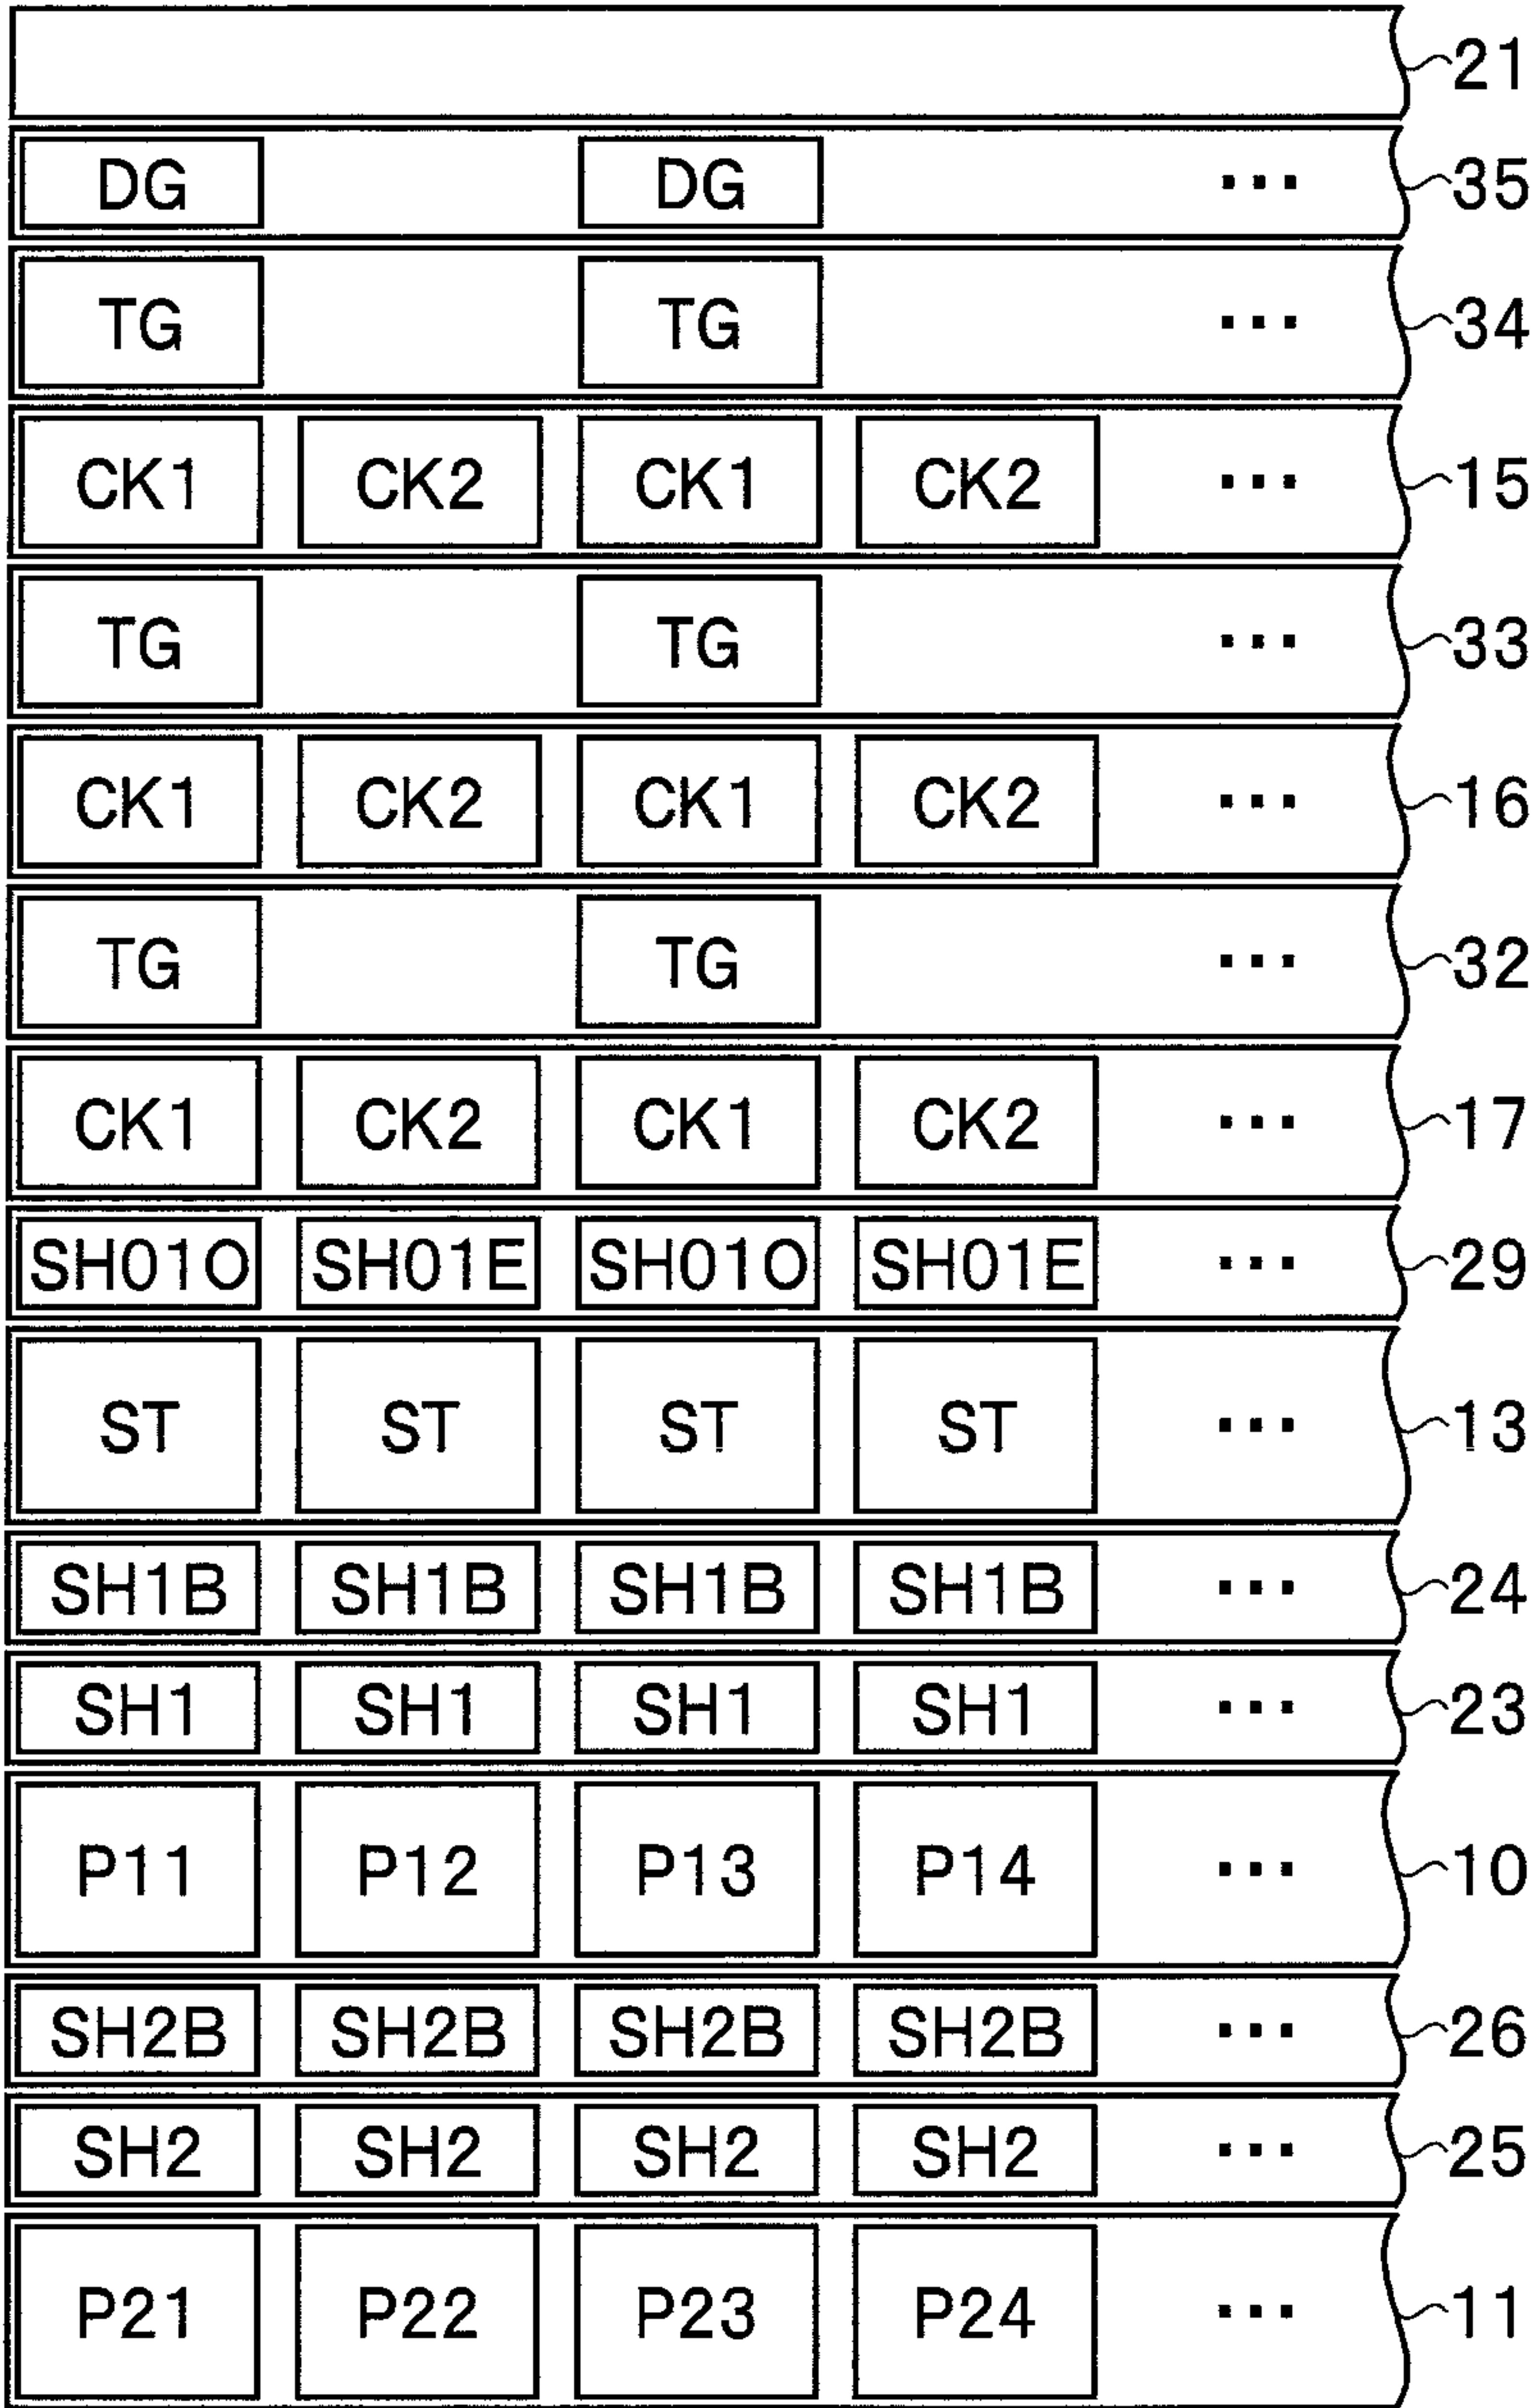 21
DG DG ... 35
TG TG ... 34
CK1 CK2 CK1 CK2 ... 15
TG TG ... 33
CK1 CK2 CK1 CK2 ... 16
TG TG ... 32
CK1 CK2 CK1 CK2 ... 17
SH01O SH01E SH01O SH01E ... 29
ST ST ST ST ... 13
SH1B SH1B SH1B SH1B ... 24
SH1 SH1 SH1 SH1 ... 23
P11 P12 P13 P14 ... 10
SH2B SH2B SH2B SH2B ... 26
SH2 SH2 SH2 SH2 ... 25
P21 P22 P23 P24 ... 11